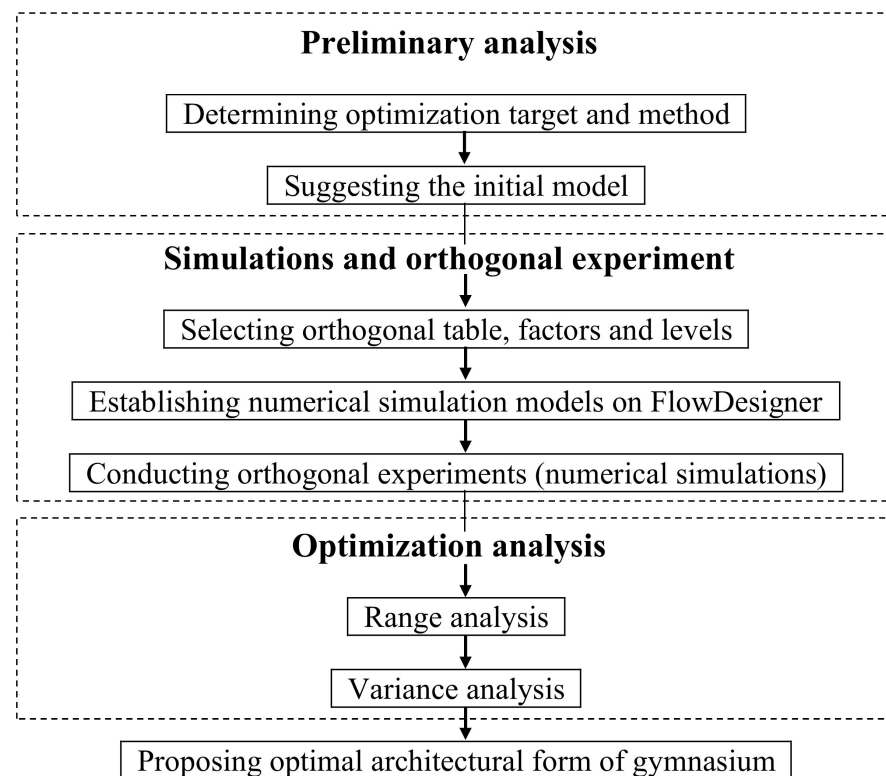 Preliminary analysis
Determining optimization target and method
Suggesting the initial model
Simulations and orthogonal experiment
Selecting orthogonal table, factors and levels
Establishing numerical simulation models on FlowDesigner
Conducting orthogonal experiments (numerical simulations)
Optimization analysis
Range analysis
Variance analysis
Proposing optimal architectural form of gymnasium